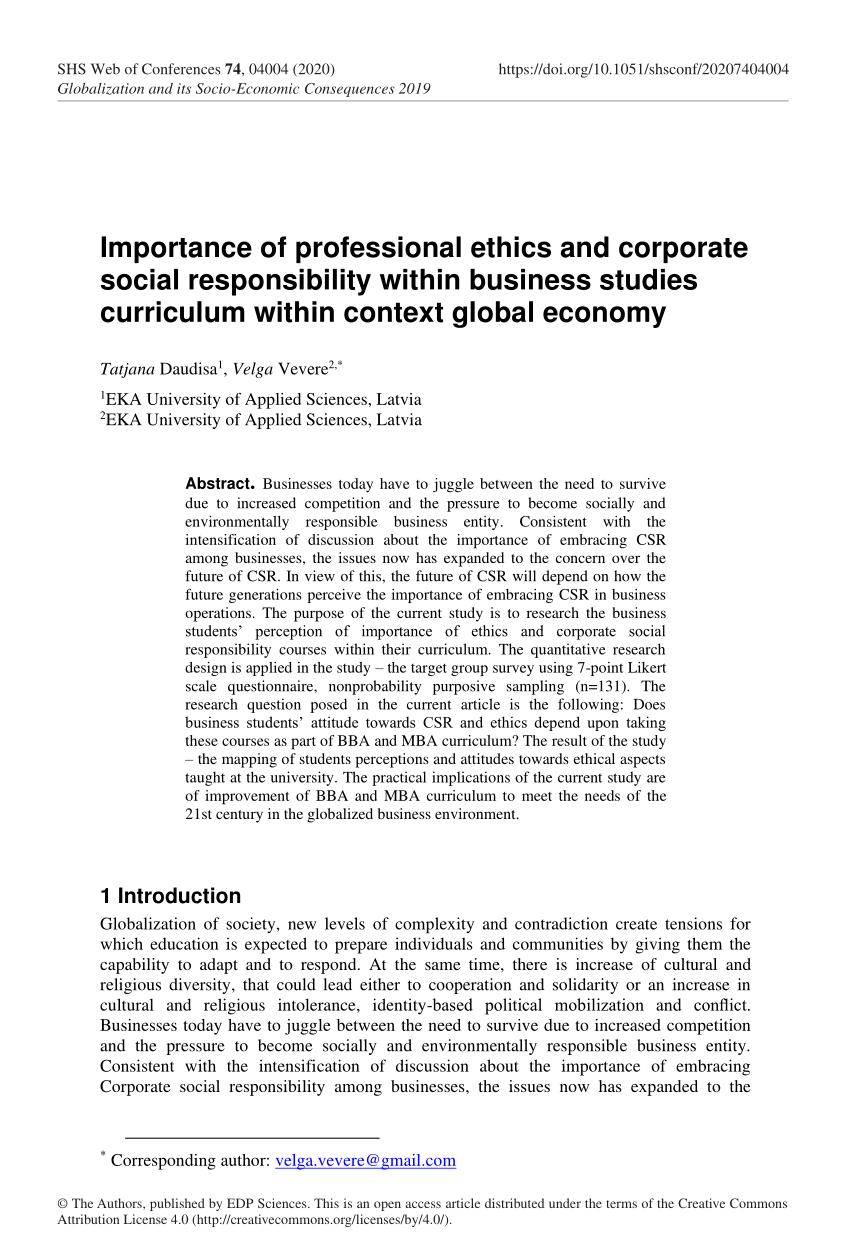 SHS Web of Conferences 74, 04004 (2020) https://doi.org/10.1051/shsconf/20207404004
Globalization and its Socio-Economic Consequences 2019
Importance of professional ethics and corporate
social responsibility within business studies
curriculum within context global economy
Tatjana Daudisa1, Velga Vevere2,*
1EKA University of Applied Sciences, Latvia
2EKA University of Applied Sciences, Latvia
Abstract. Businesses today have to juggle between the need to survive
due to increased competition and the pressure to become socially and
environmentally responsible business entity. Consistent with the
intensification of discussion about the importance of embracing CSR
among businesses, the issues now has expanded to the concern over the
future of CSR. In view of this, the future of CSR will depend on how the
future generations perceive the importance of embracing CSR in business
operations. The purpose of the current study is to research the business
students' perception of importance of ethics and corporate social
responsibility courses within their curriculum. The quantitative research
design is applied in the study – the target group survey using 7-point Likert
scale questionnaire, nonprobability purposive sampling (n=131). The
research question posed in the current article is the following: Does
business students' attitude towards CSR and ethics depend upon taking
these courses as part of BBA and MBA curriculum? The result of the study
– the mapping of students perceptions and attitudes towards ethical aspects
taught at the university. The practical implications of the current study are
of improvement of BBA and MBA curriculum to meet the needs of the
21st century in the globalized business environment.
1 Introduction
Globalization of society, new levels of complexity and contradiction create tensions for
which education is expected to prepare individuals and communities by giving them the
capability to adapt and to respond. At the same time, there is increase of cultural and
religious diversity, that could lead either to cooperation and solidarity or an increase in
cultural and religious intolerance, identity-based political mobilization and conflict.
Businesses today have to juggle between the need to survive due to increased competition
and the pressure to become socially and environmentally responsible business entity.
Consistent with the intensification of discussion about the importance of embracing
Corporate social responsibility among businesses, the issues now has expanded to the
* Corresponding author: velga.vevere@gmail.com
© The Authors, published by EDP Sciences. This is an open access article distributed under the terms of the Creative Commons
Attribution License 4.0 (http://creativecommons.org/licenses/by/4.0/).